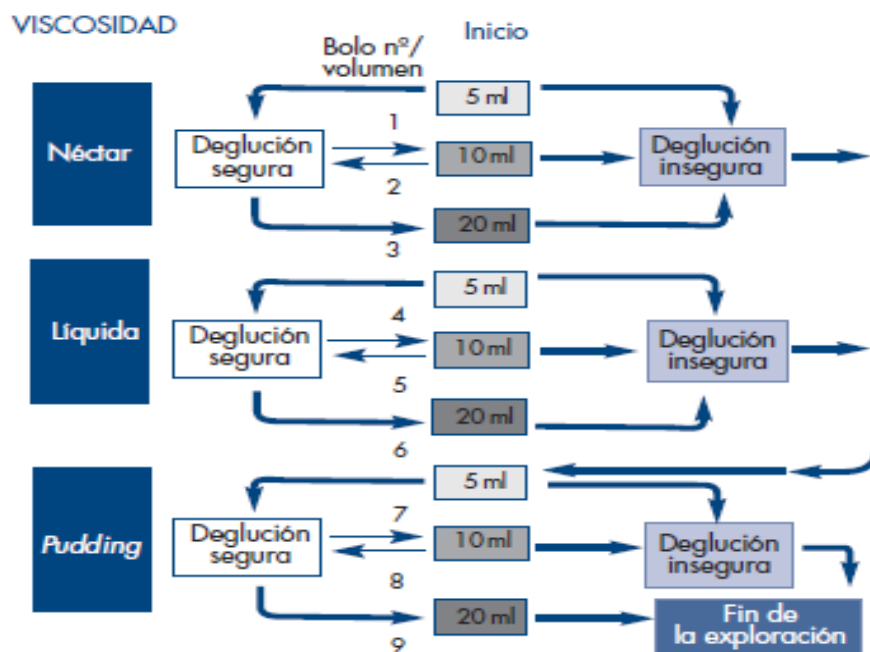 VISCOSIDAD
Inicio
Bolo nº/
volumen
Néctar
5 ml
1
Deglución
segura
10 ml
Deglución
insegura
2
20 ml
3
Líquida
5 ml
4
Deglución
segura
10 ml
Deglución
insegura
5
20 ml
6
Pudding
5 ml
7
Deglución
segura
10 ml
Deglución
insegura
8
20 ml
Fin de
la exploración
9